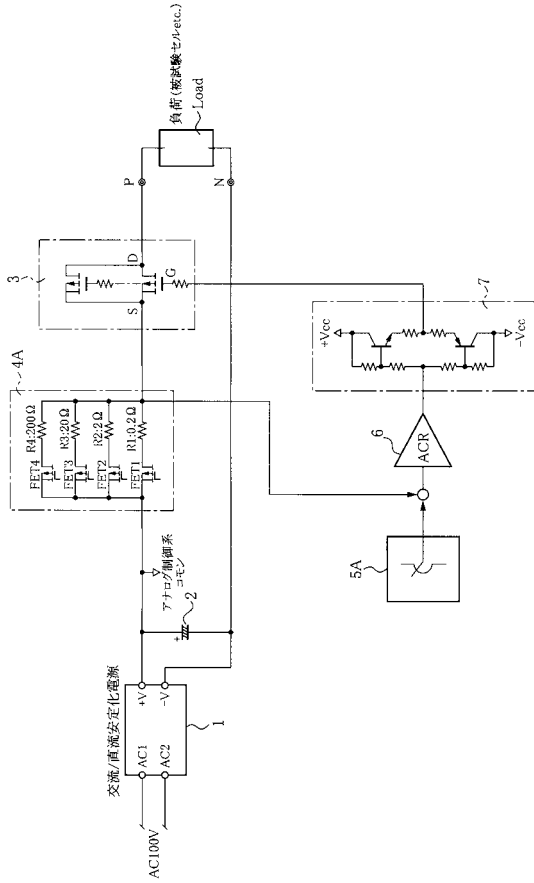 AC100V
AC1
AC2
交流/直流安定化電源
+V
-V
1
+
2
アナログ制御系
コモン
4A
FET4
R4:200Ω
FET3
R3:20Ω
FET2
R2:2Ω
FET1
R1:0.2Ω
3
S
D
G
P
N
負荷(被試験セルetc.)
Load
5A
6
ACR
7
+Vcc
-Vcc